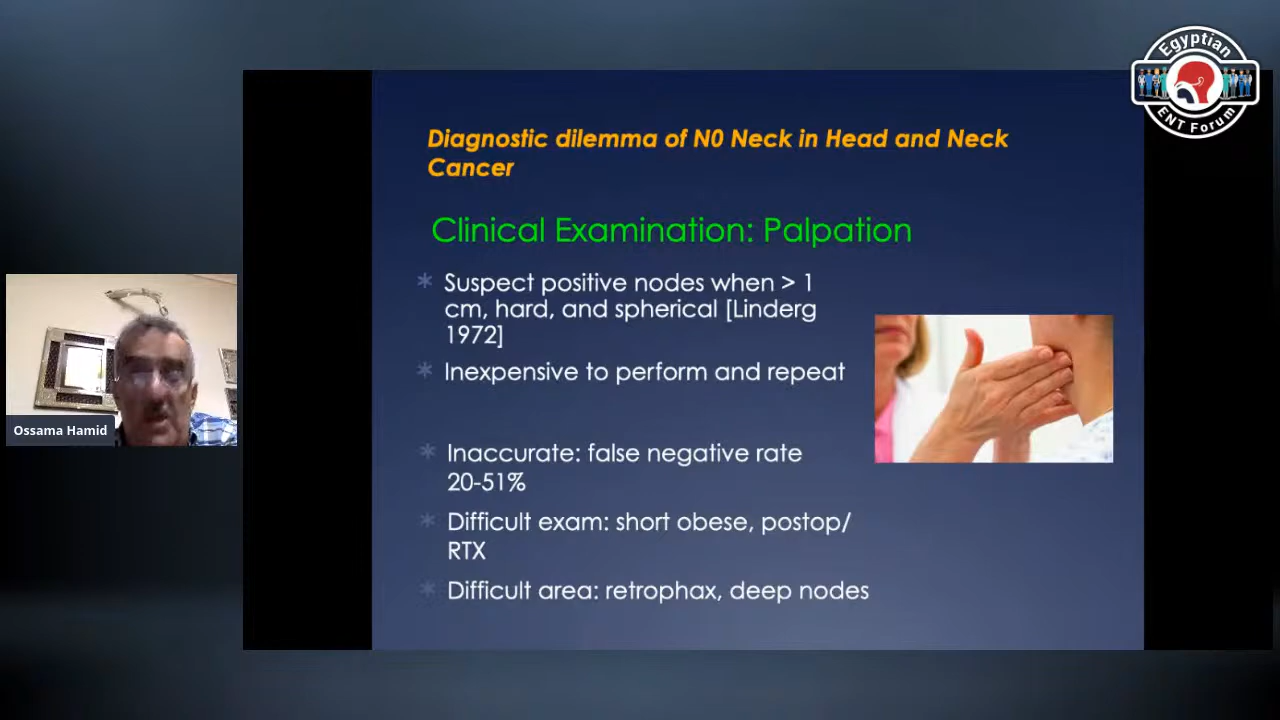 Egyptian
ENT Forum
Diagnostic dilemma of N0 Neck in Head and Neck
Cancer
Clinical Examination: Palpation
* Suspect positive nodes when > 1
cm, hard, and spherical [Linderg
1972]
* Inexpensive to perform and repeat
* Inaccurate: false negative rate
20-51%
* Difficult exam: short obese, postop/
RTX
* Difficult area: retrophax, deep nodes
Ossama Hamid